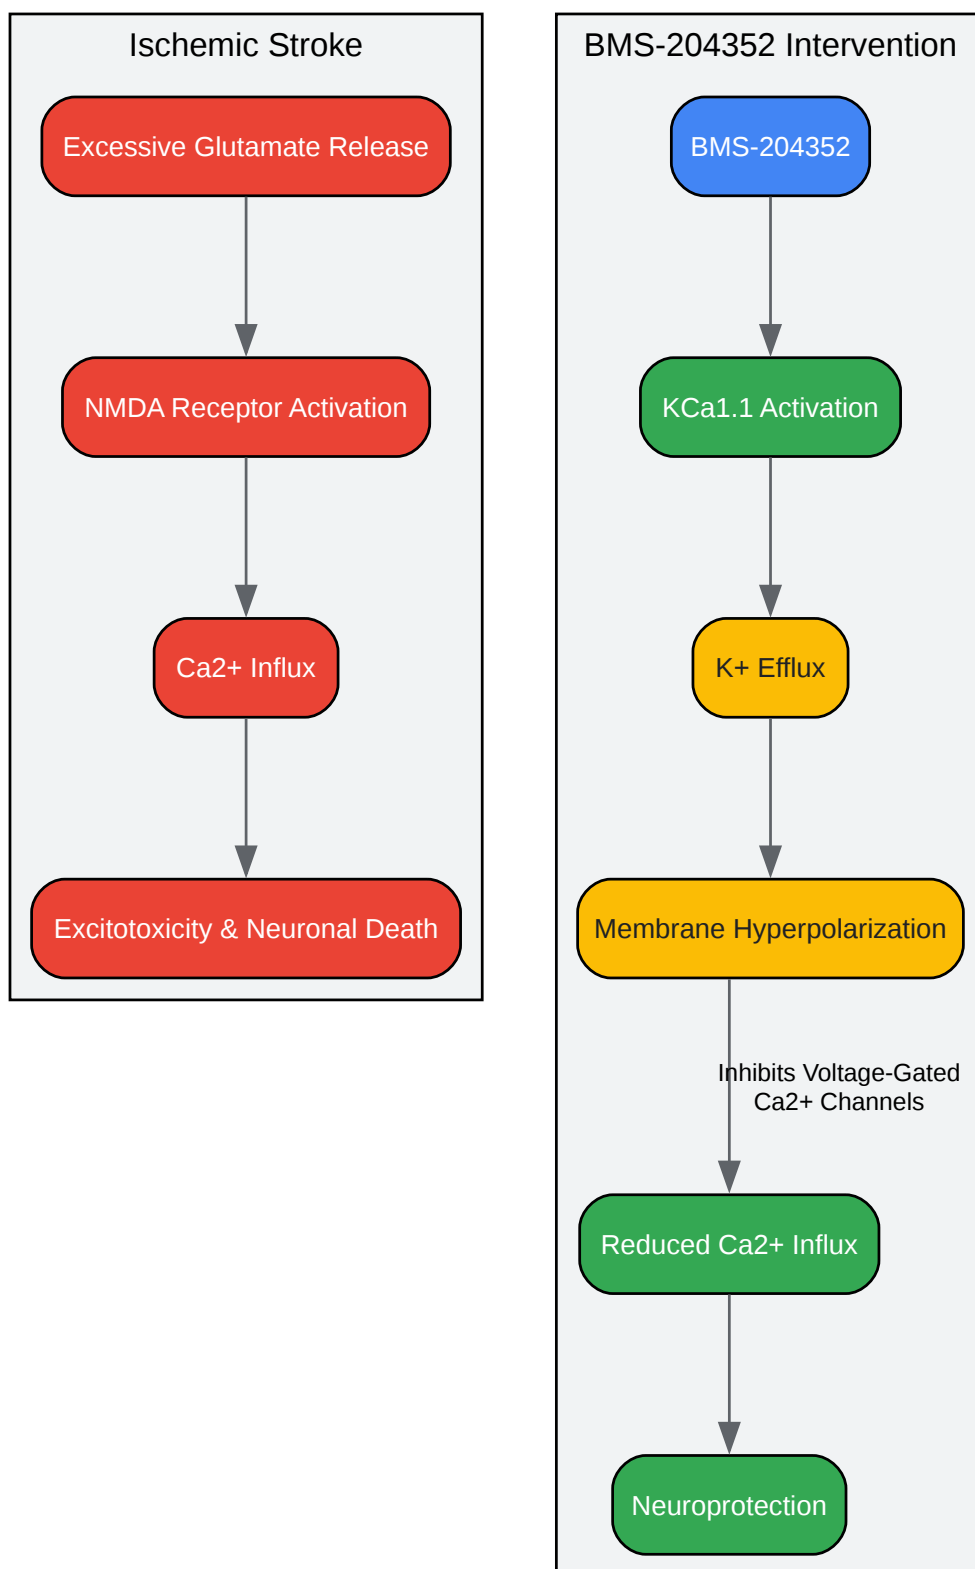 Ischemic Stroke
Excessive Glutamate Release
NMDA Receptor Activation
Ca2+ Influx
Excitotoxicity & Neuronal Death
BMS-204352 Intervention
BMS-204352
KCa1.1 Activation
K+ Efflux
Membrane Hyperpolarization
Inhibits Voltage-Gated
Ca2+ Channels
Reduced Ca2+ Influx
Neuroprotection